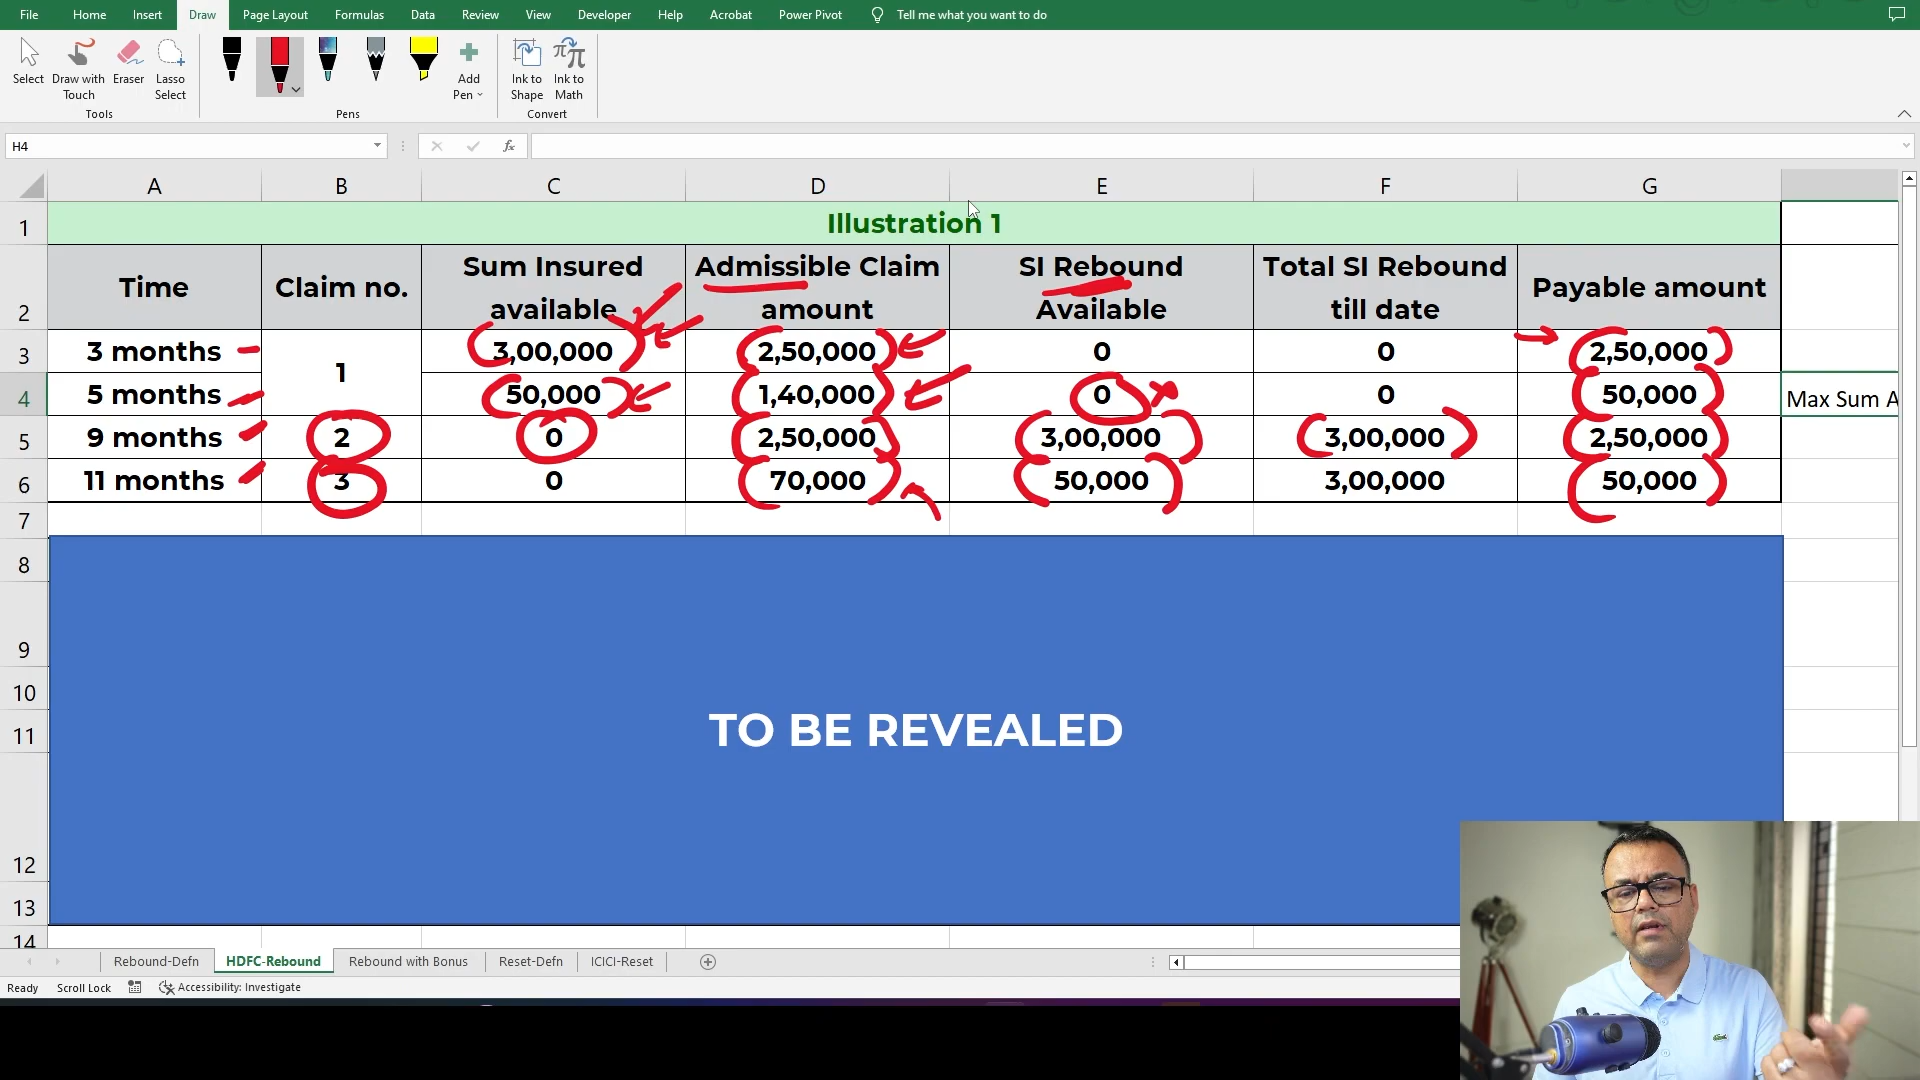 File Home Insert Draw Page Layout Formulas Data Review View Developer Help Acrobat Power Pivot Tell me what you want to do
Select Draw with Touch Eraser Lasso Select Add Pen Ink to Shape Ink to Math
Tools Pens Convert
H4 fx
A B C D E F G
1 Illustration 1
2 Time Claim no. Sum Insured available Admissible Claim amount SI Rebound Available Total SI Rebound till date Payable amount
3 3 months 1 3,00,000 2,50,000 0 0 2,50,000
4 5 months 50,000 1,40,000 0 0 50,000 Max Sum A
5 9 months 2 0 2,50,000 3,00,000 3,00,000 2,50,000
6 11 months 3 0 70,000 50,000 3,00,000 50,000
7
8
9
10
11 TO BE REVEALED
12
13
14
Rebound-Defn HDFC-Rebound Rebound with Bonus Reset-Defn ICICI-Reset
Ready Scroll Lock Accessibility: Investigate